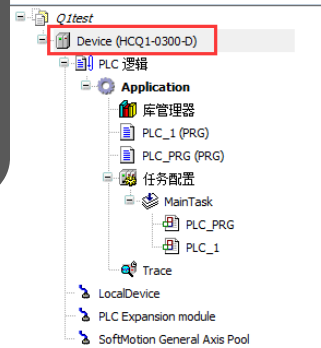 Q1test
Device (HCQ1-0300-D)
PLC 逻辑
Application
库管理器
PLC_1 (PRG)
PLC_PRG (PRG)
任务配置
MainTask
PLC_PRG
PLC_1
Trace
LocalDevice
PLC Expansion module
SoftMotion General Axis Pool